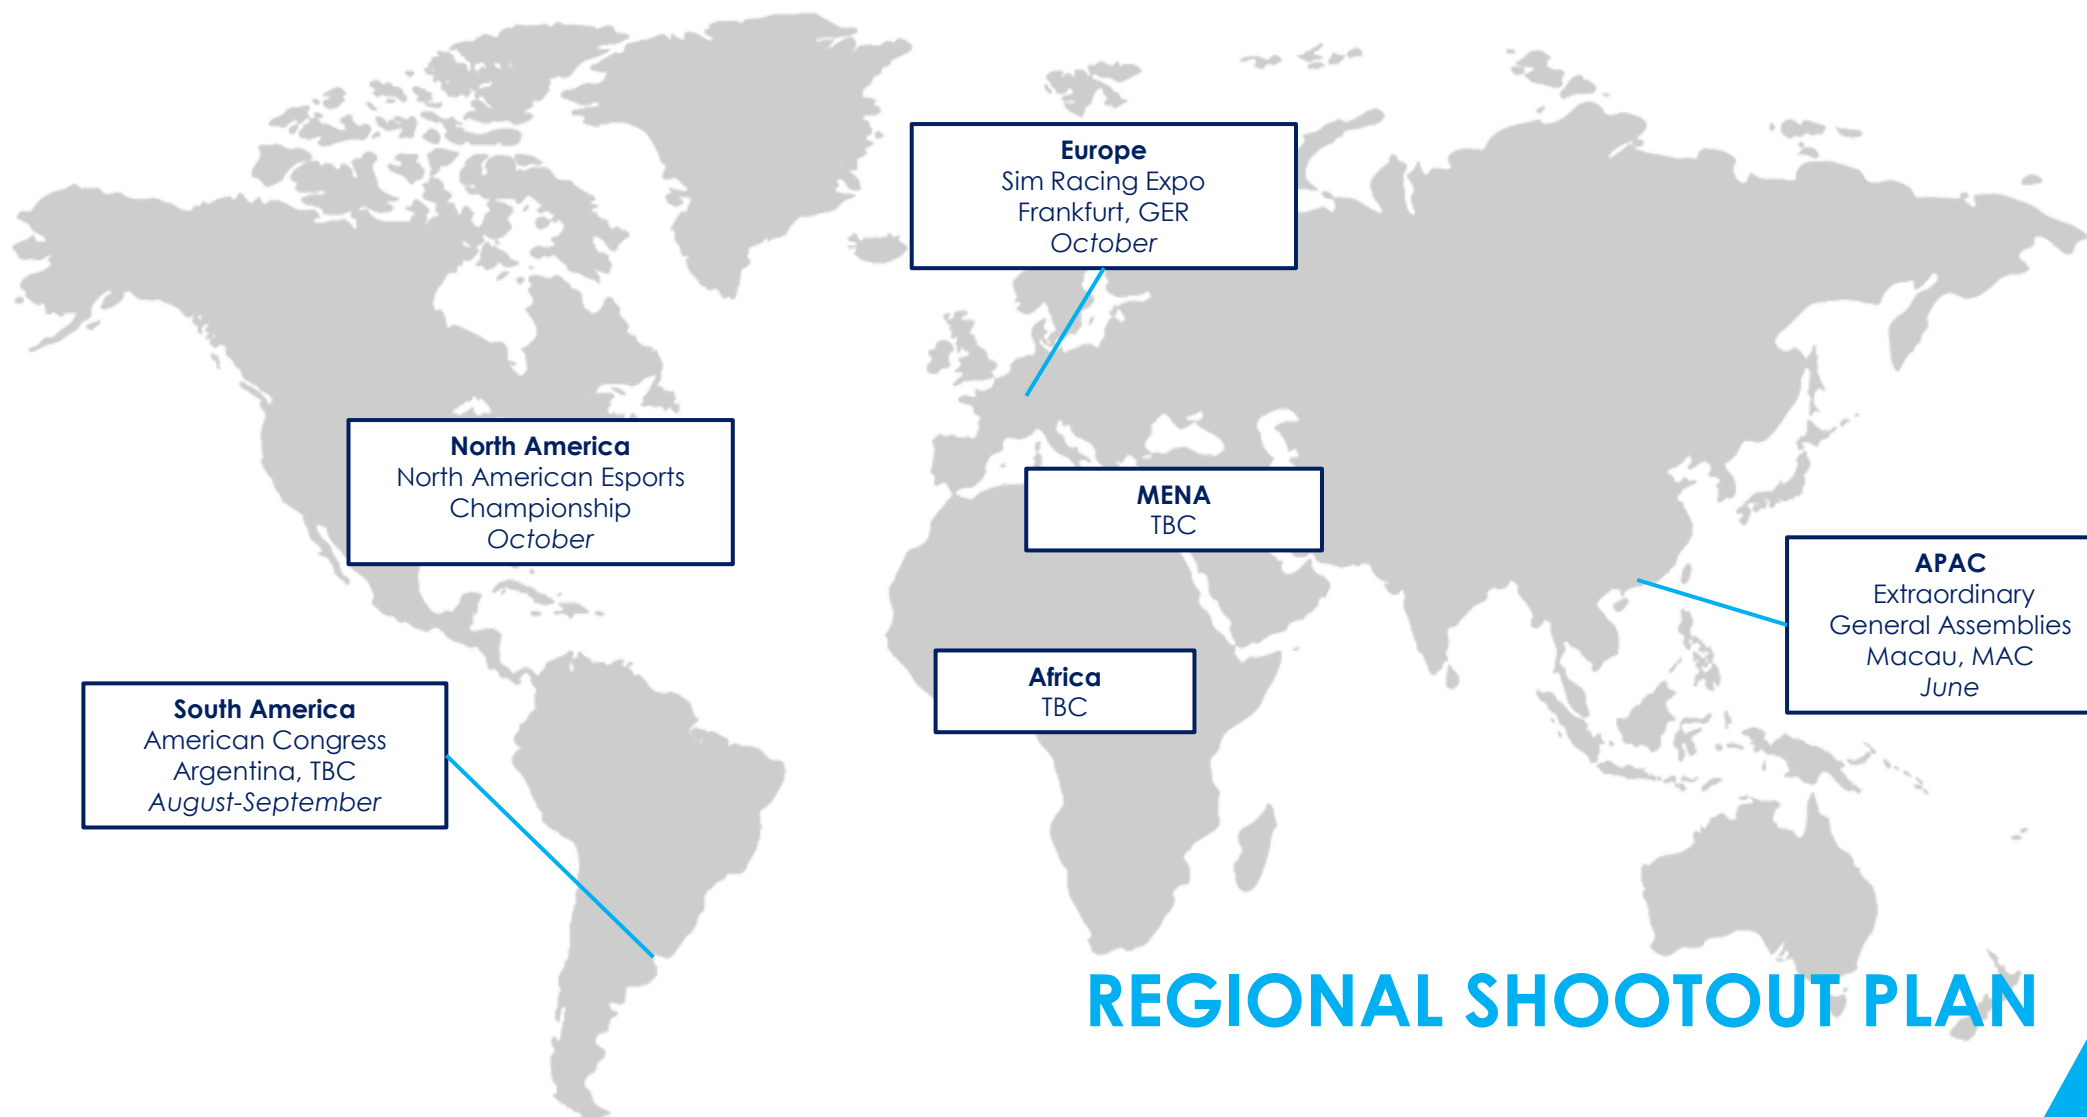 Europe
Sim Racing Expo
Frankfurt, GER
October
North America
North American Esports
Championship
October
MENA
TBC
APAC
Extraordinary
General Assemblies
Macau, MAC
June
Africa
TBC
South America
American Congress
Argentina, TBC
August-September
REGIONAL SHOOTOUT PLAN